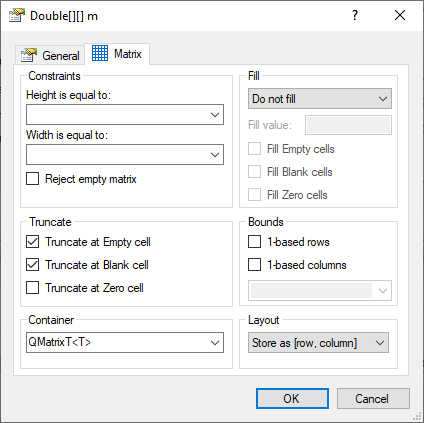 Double[][] m
?
General
Matrix
Constraints
Height is equal to:
Width is equal to:
Reject empty matrix
Fill
Do not fill
Fill value:
Fill Empty cells
Fill Blank cells
Fill Zero cells
Truncate
Truncate at Empty cell
Truncate at Blank cell
Truncate at Zero cell
Bounds
1-based rows
1-based columns
Container
QMatrixT<T>
Layout
Store as [row, column]
OK
Cancel